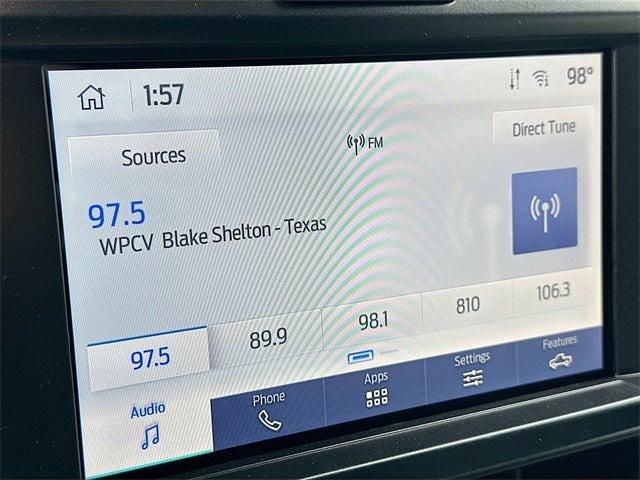 1:57
98°
Sources
FM
Direct Tune
97.5
WPCV Blake Shelton - Texas
97.5
89.9
98.1
810
106.3
Audio
Phone
Apps
Settings
Features